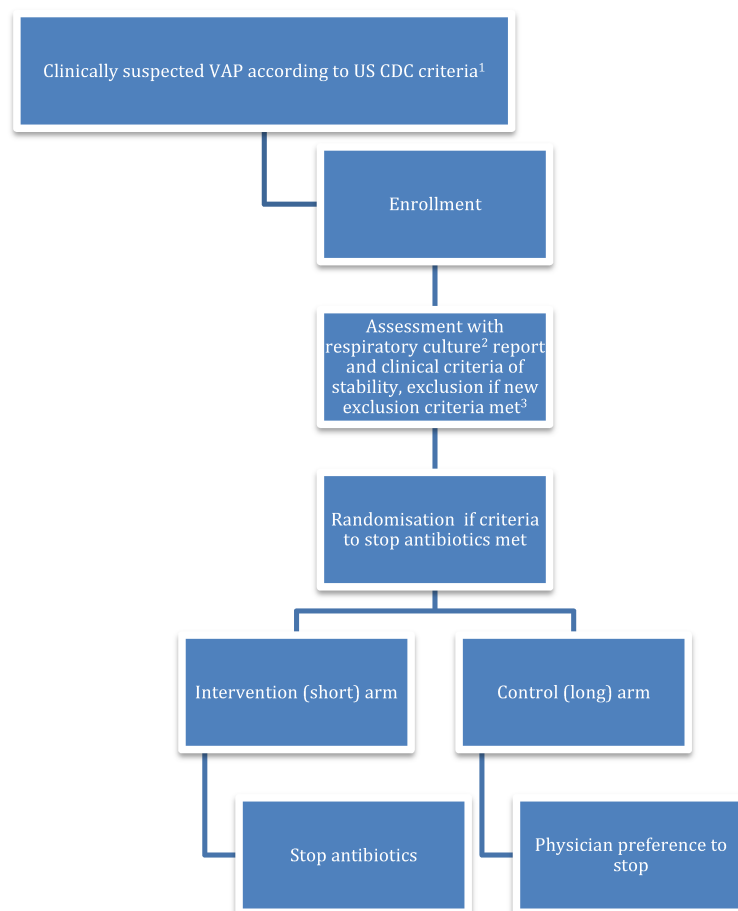 Clinically suspected VAP according to US CDC criteria¹
Enrollment
Assessment with
respiratory culture² report
and clinical criteria of
stability, exclusion if new
exclusion criteria met³
Randomisation  if criteria
to stop antibiotics met
Intervention (short) arm
Control (long) arm
Stop antibiotics
Physician preference to
stop